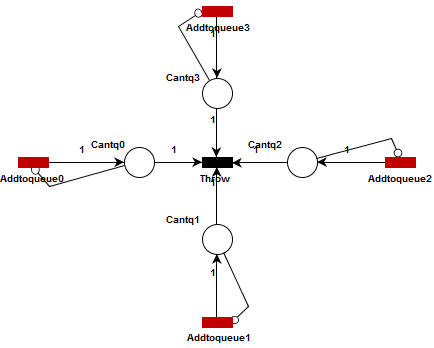 Addtoqueue3
1
Cantq3
1
Cantq0
1
1
Cantq2
1
1
Addtoqueue0
Throw
Addtoqueue2
1
Cantq1
1
Addtoqueue1